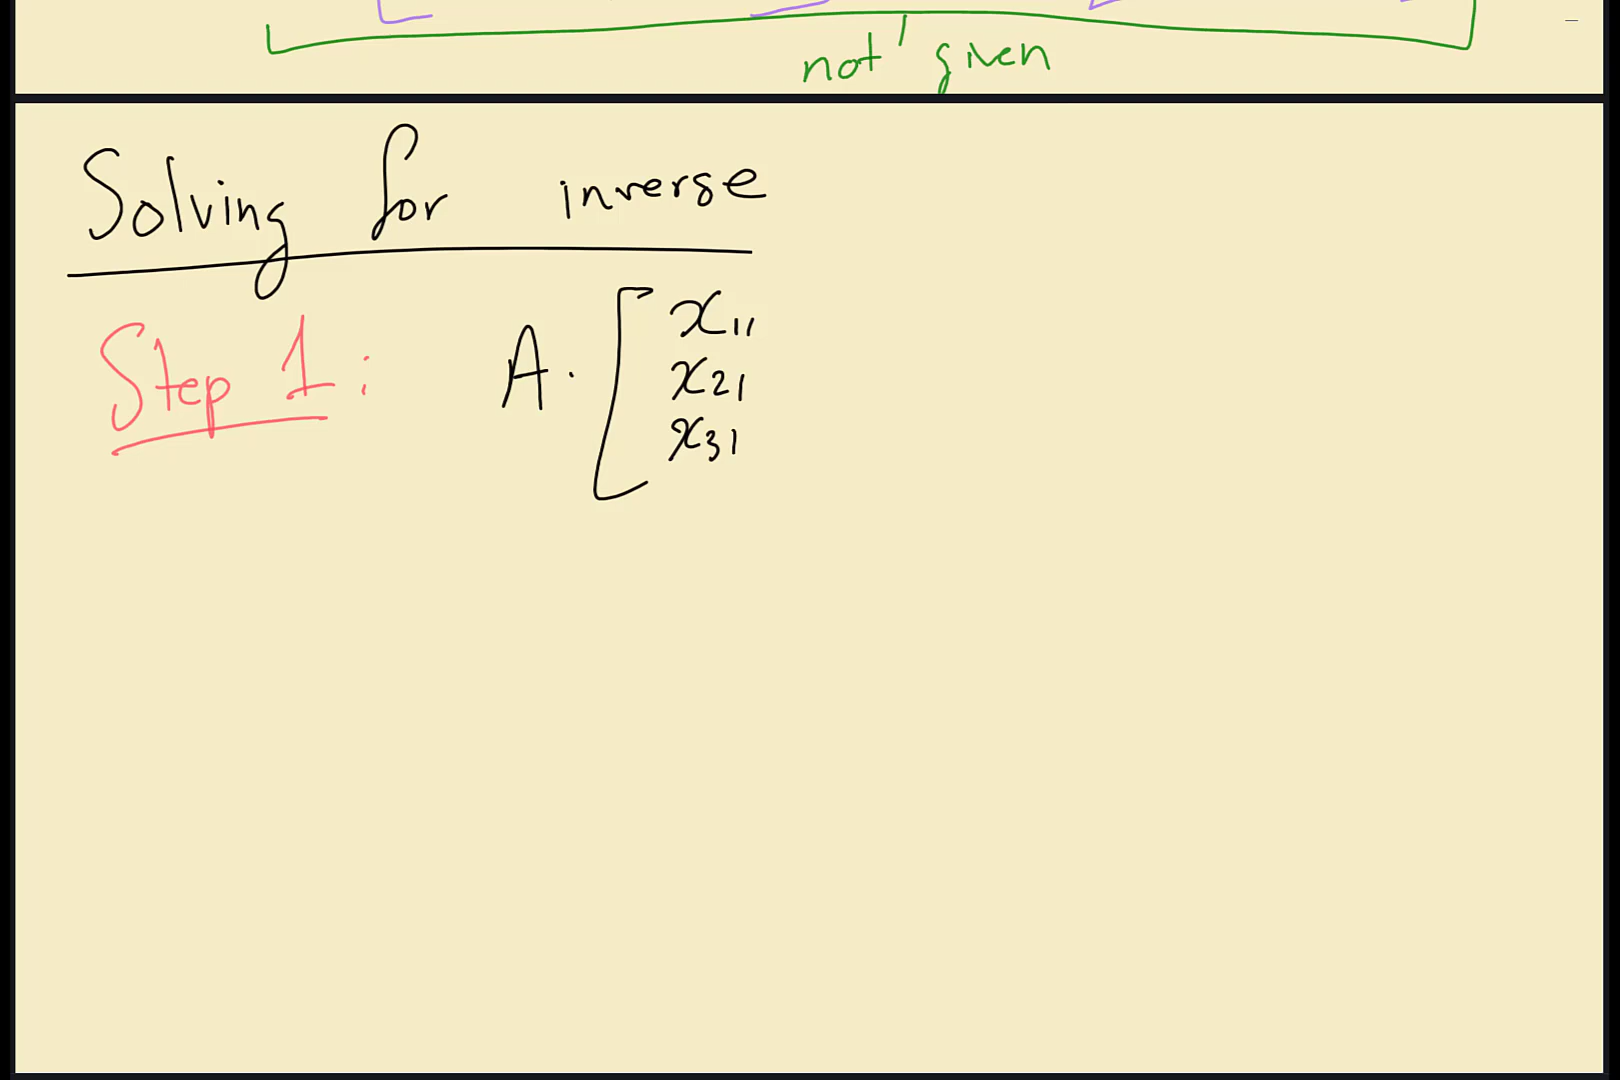 not given
Solving for inverse
Step 1: A · [ x₁₁
x₂₁
x₃₁